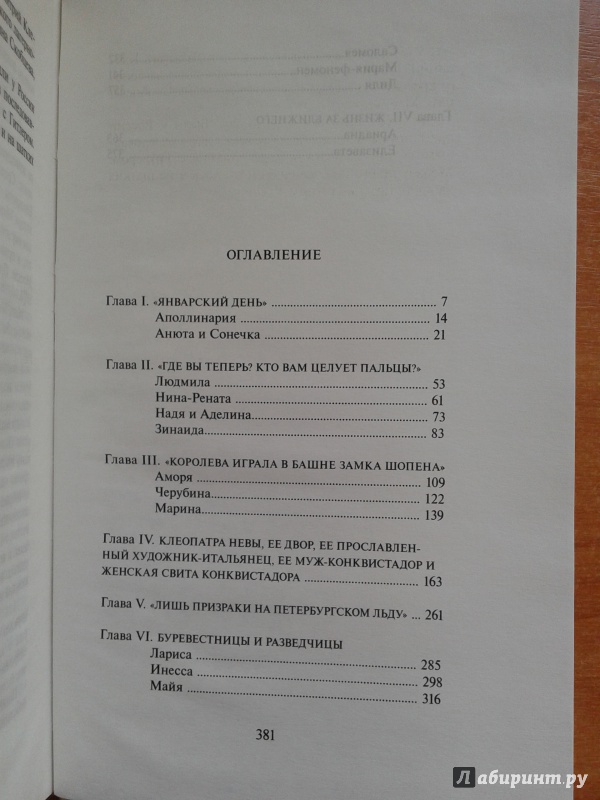 ОГЛАВЛЕНИЕ
Глава I. «ЯНВАРСКИЙ ДЕНЬ» ........ 7
Аполлинария ........ 14
Анюта и Сонечка ........ 21
Глава II. «ГДЕ ВЫ ТЕПЕРЬ? КТО ВАМ ЦЕЛУЕТ ПАЛЬЦЫ?»
Людмила ........ 53
Нина-Рената ........ 61
Надя и Аделина ........ 73
Зинаида ........ 83
Глава III. «КОРОЛЕВА ИГРАЛА В БАШНЕ ЗАМКА ШОПЕНА»
Аморя ........ 109
Черубина ........ 122
Марина ........ 139
Глава IV. КЛЕОПАТРА НЕВЫ, ЕЕ ДВОР, ЕЕ ПРОСЛАВЛЕН-
НЫЙ ХУДОЖНИК-ИТАЛЬЯНЕЦ, ЕЕ МУЖ-КОНКВИСТАДОР И
ЖЕНСКАЯ СВИТА КОНКВИСТАДОРА ........ 163
Глава V. «ЛИШЬ ПРИЗРАКИ НА ПЕТЕРБУРГСКОМ ЛЬДУ» ... 261
Глава VI. БУРЕВЕСТНИЦЫ И РАЗВЕДЧИЦЫ
Лариса ........ 285
Инесса ........ 298
Майя ........ 316
381
лабиринт.ру